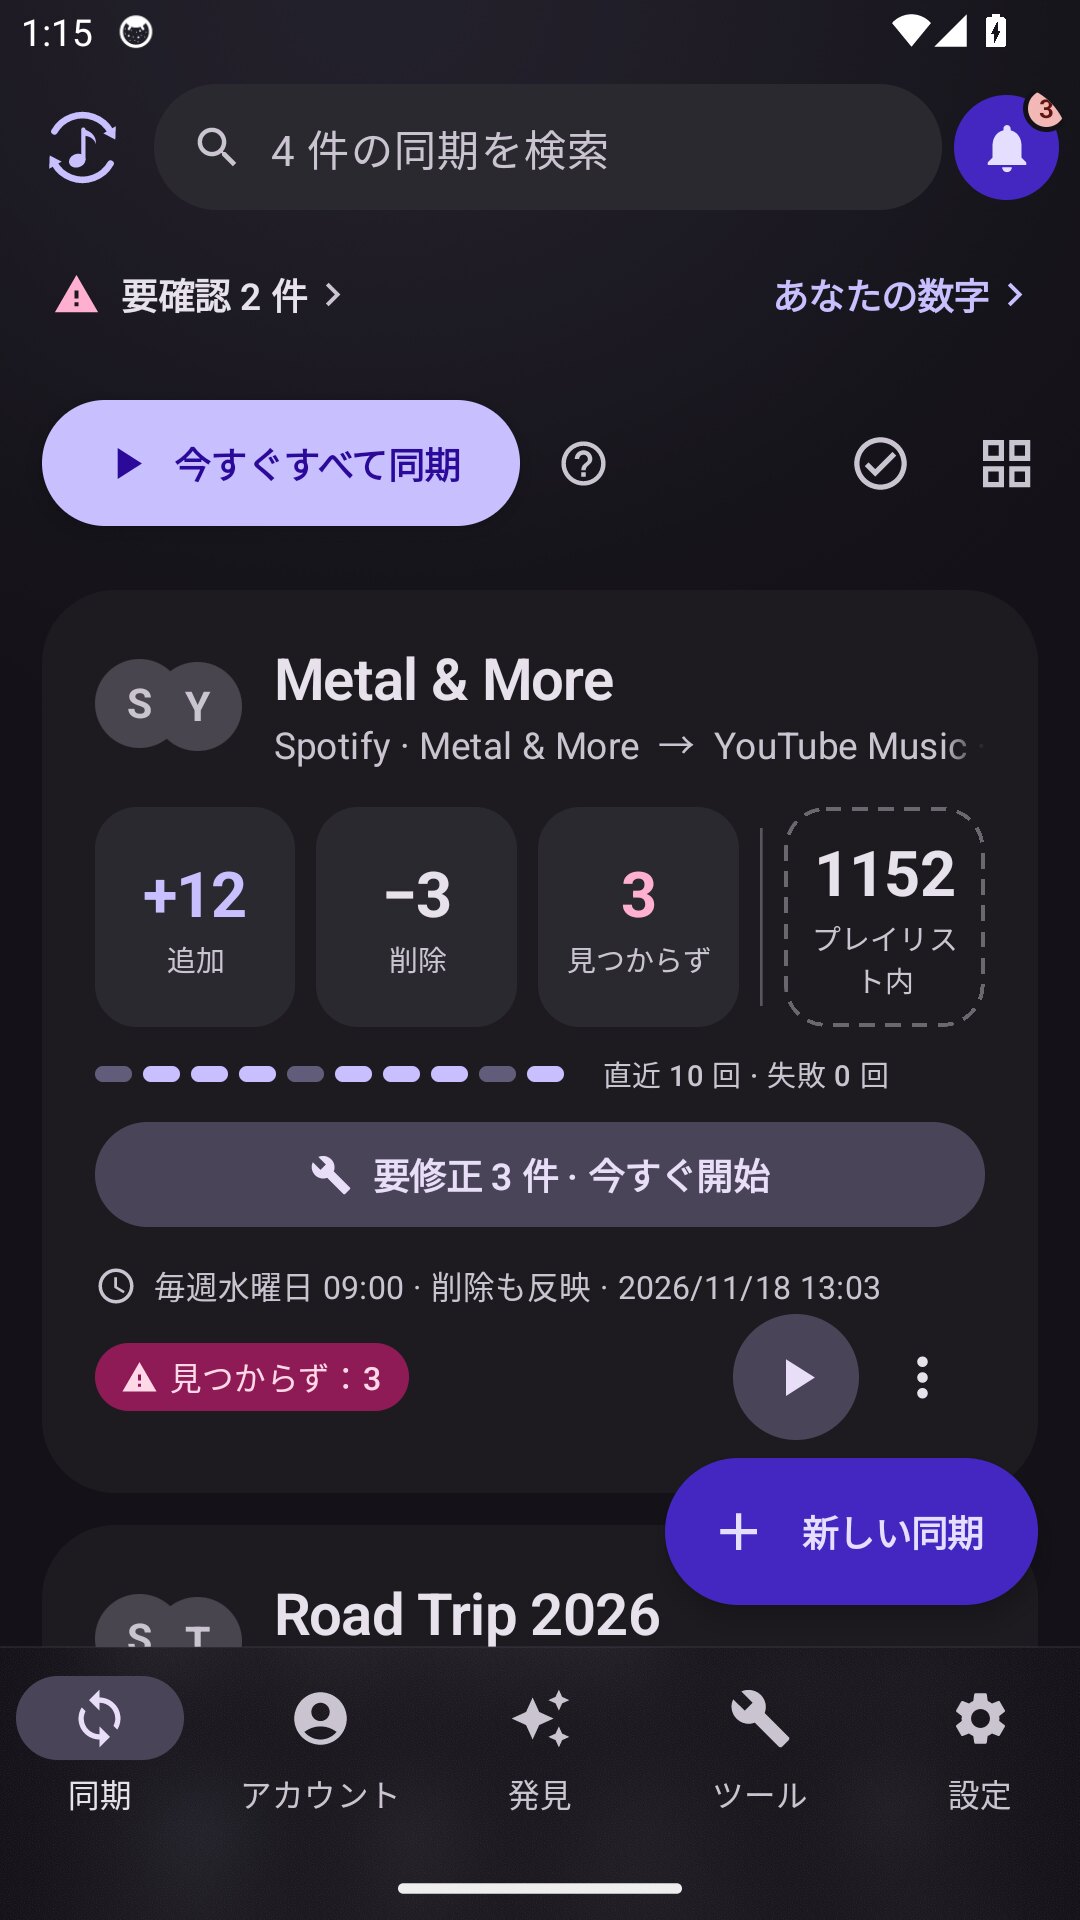 1:15
4 件の同期を検索
3
要確認 2 件
あなたの数字
今すぐすべて同期
S Y
Metal & More
Spotify · Metal & More → YouTube Music
+12
追加
−3
削除
3
見つからず
1152
プレイリス
ト内
直近 10 回 · 失敗 0 回
要修正 3 件 · 今すぐ開始
毎週水曜日 09:00 · 削除も反映 · 2026/11/18 13:03
見つからず：3
新しい同期
S T
Road Trip 2026
同期
アカウント
発見
ツール
設定